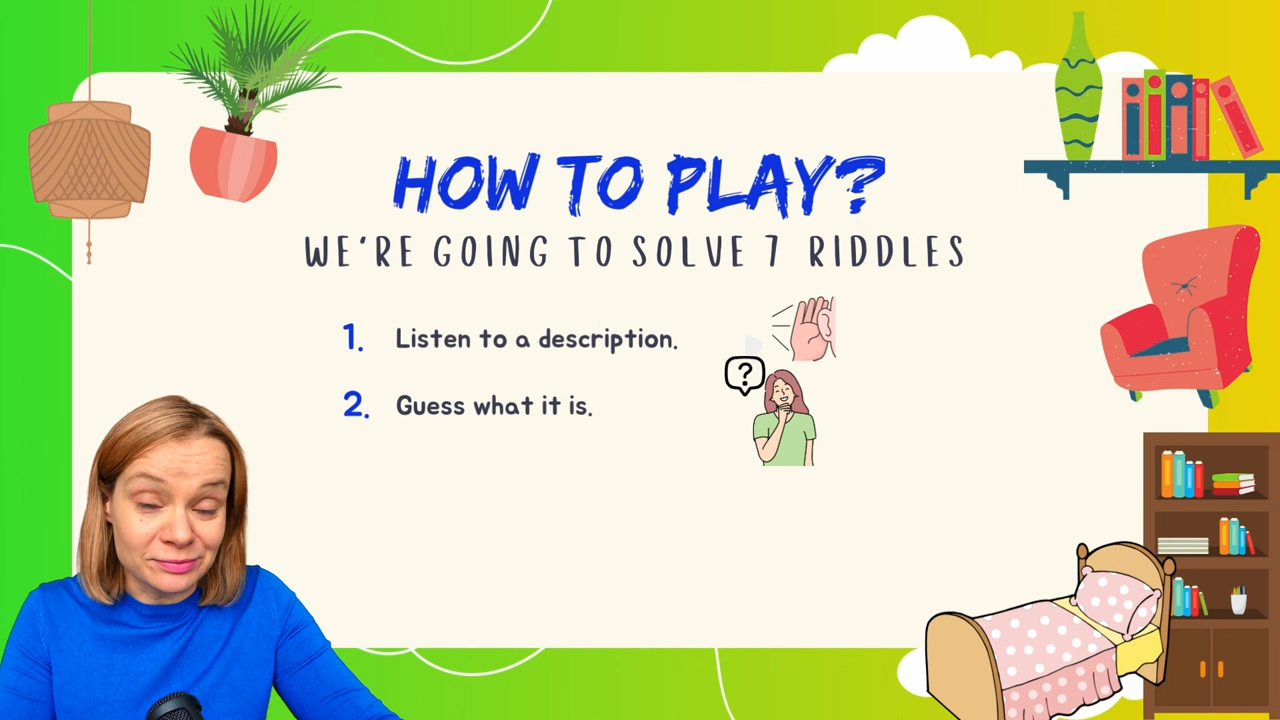 HOW TO PLAY?
WE'RE GOING TO SOLVE 7 RIDDLES
1. Listen to a description.
?
2. Guess what it is.